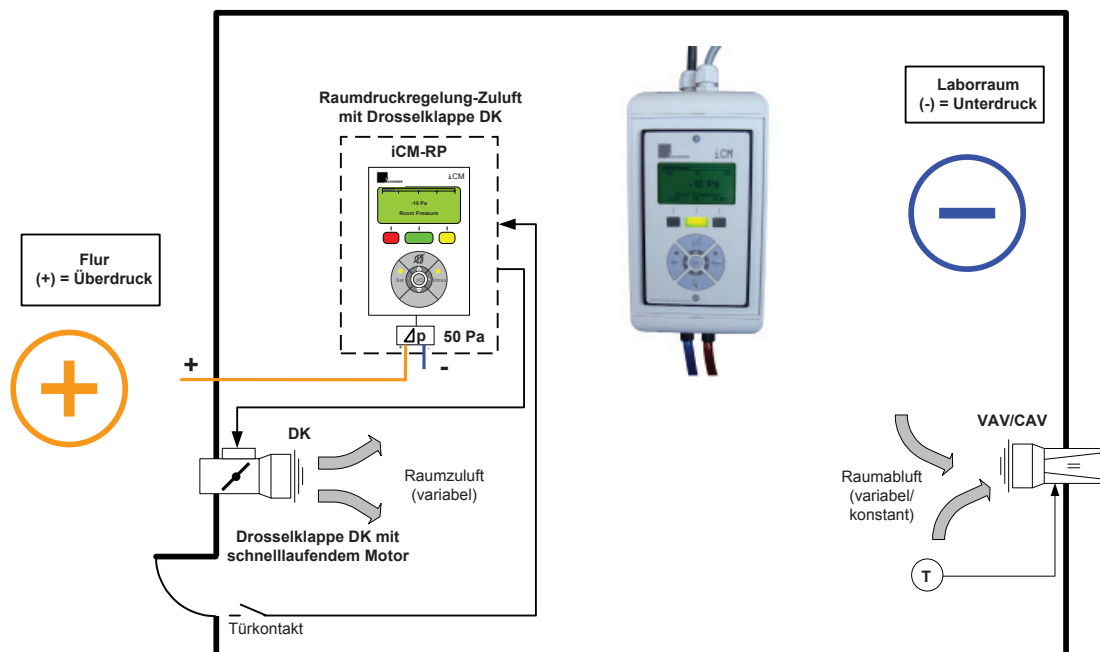 Raumdruckregelung-Zuluft
mit Drosselklappe DK
iCM-RP
iCM
-10 Pa
Room Pressure
Set
Vmax
Δp
50 Pa
+
-
Flur
(+) = Überdruck
+
iCM
-10 Pa
Laborraum
(-) = Unterdruck
DK
Raumzuluft
(variabel)
Drosselklappe DK mit
schnelllaufendem Motor
Türkontakt
VAV/CAV
Raumabluft
(variabel/
konstant)
T